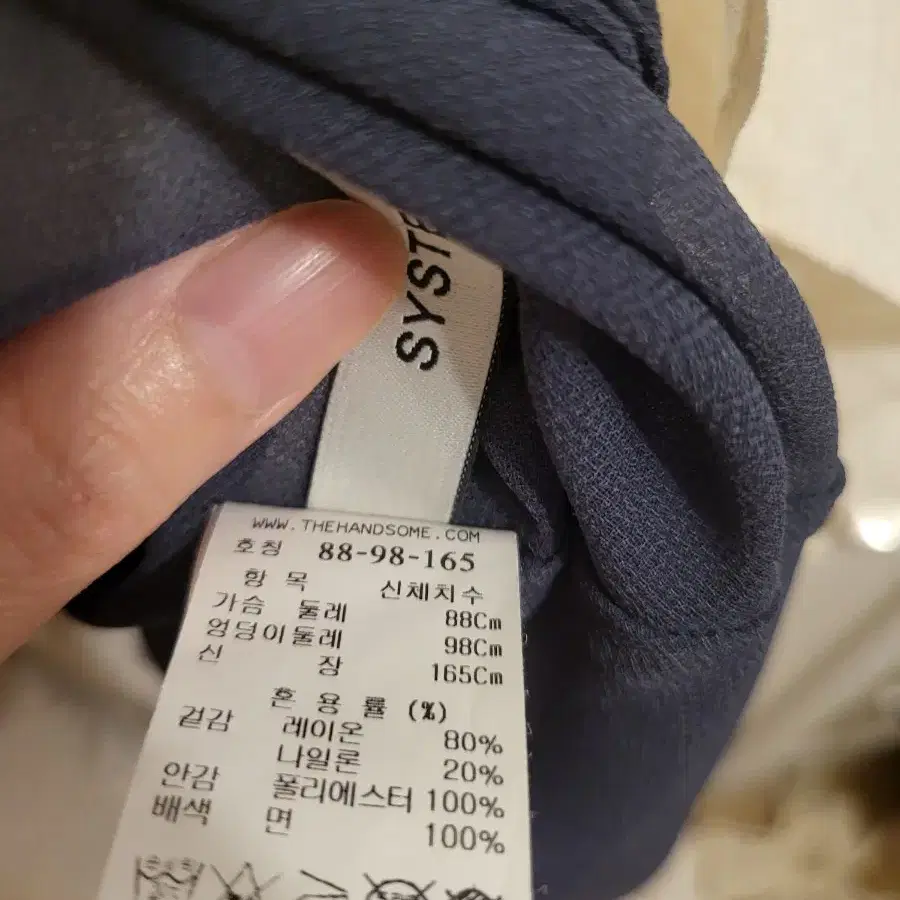 SYSTE
WWW.THEHANDSOME.COM
호칭 88-98-165
항 목 신체치수
가슴 둘레 88Cm
엉덩이둘레 98Cm
신 장 165Cm
혼 용 률 (%)
겉감 레이온 80%
나일론 20%
안감 폴리에스터 100%
배색 면 100%